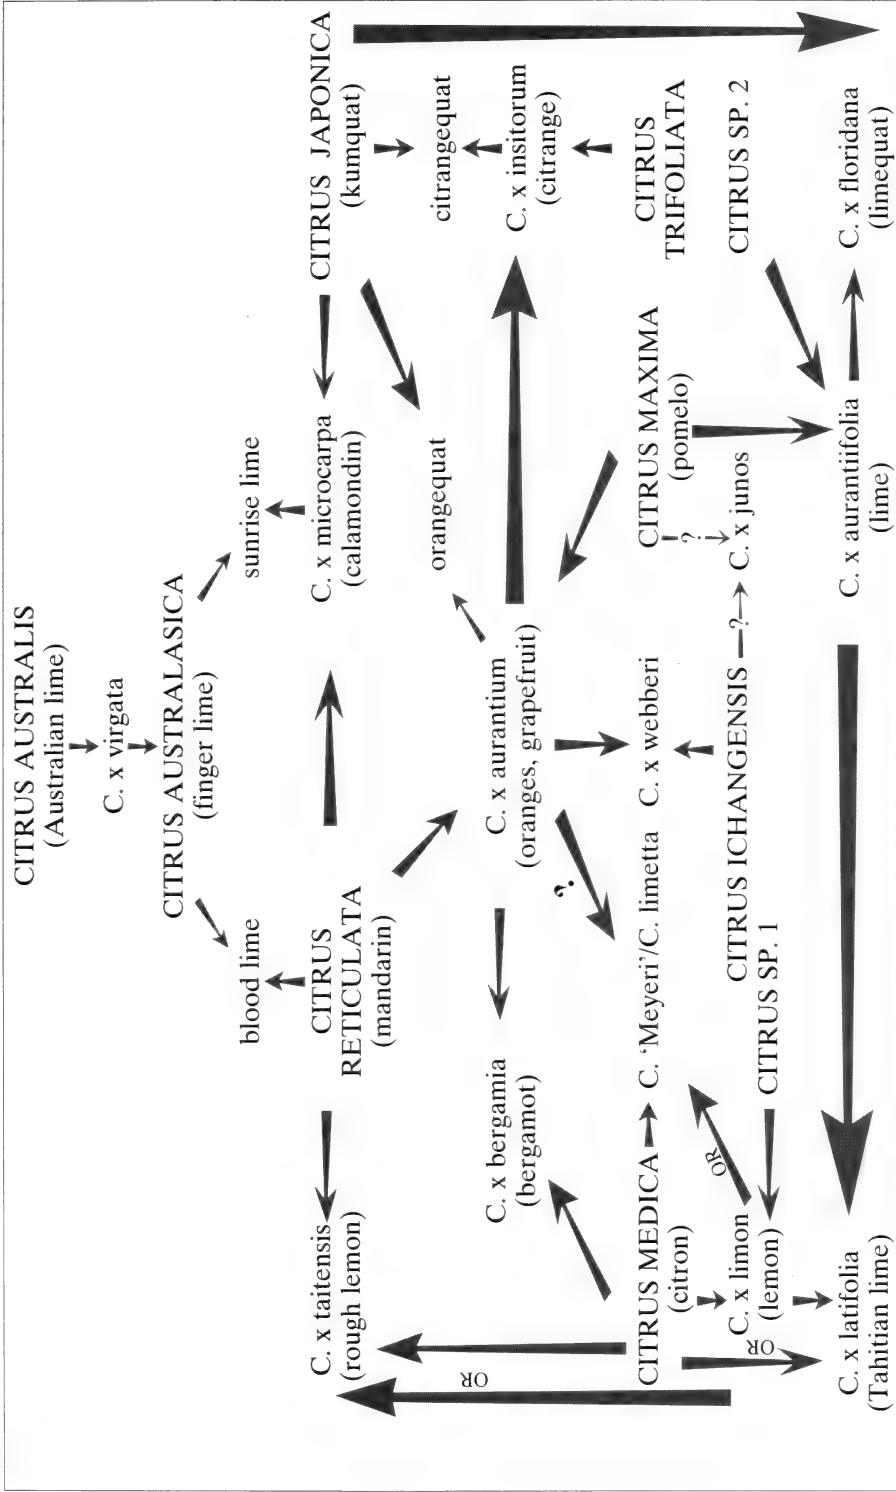 CITRUS AUSTRALIS
(Australian lime)
C. x virgata
CITRUS AUSTRALASICA
(finger lime)
blood lime
sunrise lime
C. x taitensis
(rough lemon)
CITRUS
RETICULATA
(mandarin)
C. x microcarpa
(calamondin)
CITRUS JAPONICA
(kumquat)
orangequat
citrangequat
C. x bergamia
(bergamot)
C. x aurantium
(oranges, grapefruit)
C. x insitorum
(citrange)
OR
?
CITRUS MEDICA
(citron)
C. ‘Meyeri’/C. limetta
C. x webberi
CITRUS MAXIMA
(pomelo)
CITRUS
TRIFOLIATA
?
OR
C. x limon
(lemon)
CITRUS ICHANGENSIS
?
C. x junos
CITRUS SP. 2
CITRUS SP. 1
OR
C. x latifolia
(Tahitian lime)
C. x aurantiifolia
(lime)
C. x floridana
(limequat)